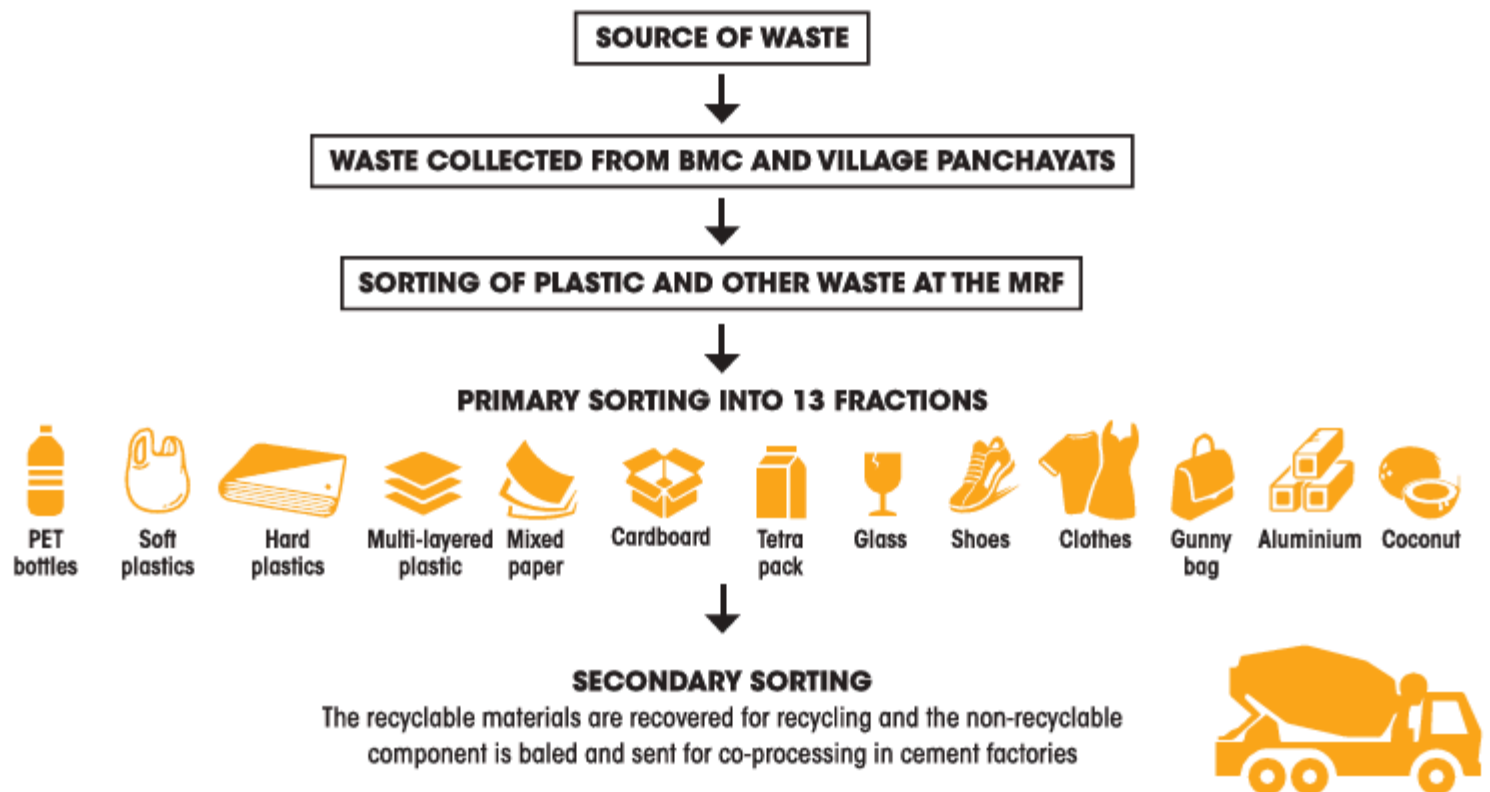 SOURCE OF WASTE
WASTE COLLECTED FROM BMC AND VILLAGE PANCHAYATS
SORTING OF PLASTIC AND OTHER WASTE AT THE MRF
PRIMARY SORTING INTO 13 FRACTIONS
PET
bottles
Soft
plastics
Hard
plastics
Multi-layered
plastic
Mixed
paper
Cardboard
Tetra
pack
Glass
Shoes
Clothes
Gunny
bag
Aluminium
Coconut
SECONDARY SORTING
The recyclable materials are recovered for recycling and the non-recyclable
component is baled and sent for co-processing in cement factories